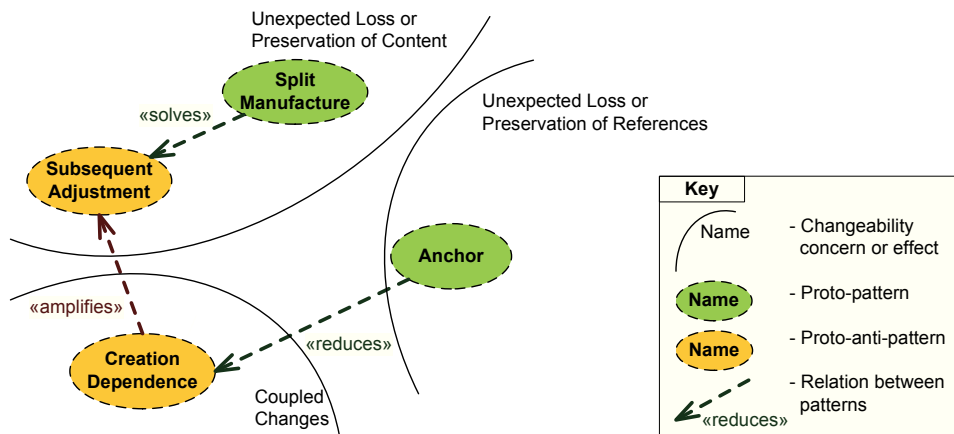 Unexpected Loss or
Preservation of Content
Split
Manufacture
«solves»
Subsequent
Adjustment
Unexpected Loss or
Preservation of References
Anchor
«amplifies»
«reduces»
Creation
Dependence
Coupled
Changes
Key
Name
- Changeability
concern or effect
Name
- Proto-pattern
Name
- Proto-anti-pattern
- Relation between
patterns
«reduces»